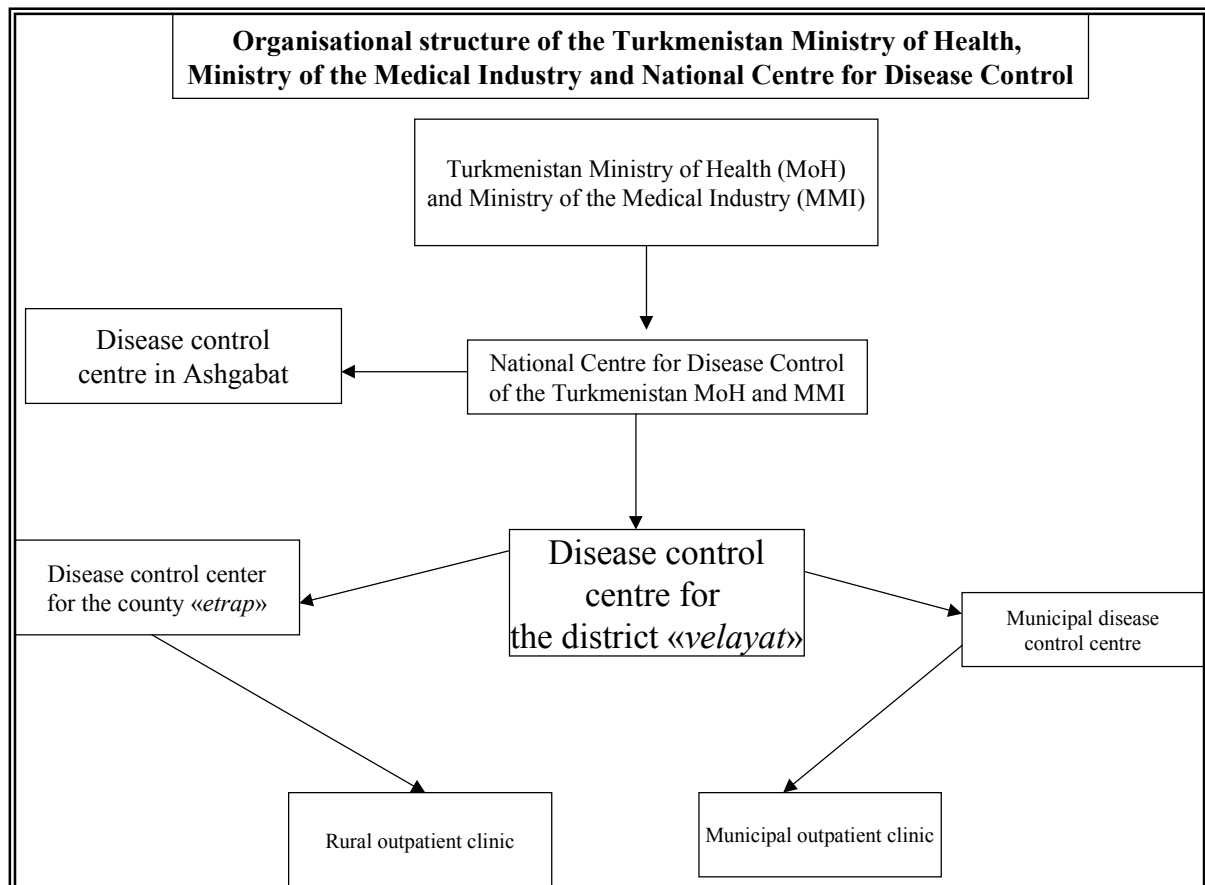 Organisational structure of the Turkmenistan Ministry of Health,
Ministry of the Medical Industry and National Centre for Disease Control
Turkmenistan Ministry of Health (MoH)
and Ministry of the Medical Industry (MMI)
Disease control
centre in Ashgabat
National Centre for Disease Control
of the Turkmenistan MoH and MMI
Disease control center
for the county «etrap»
Disease control
centre for
the district «velayat»
Municipal disease
control centre
Rural outpatient clinic
Municipal outpatient clinic